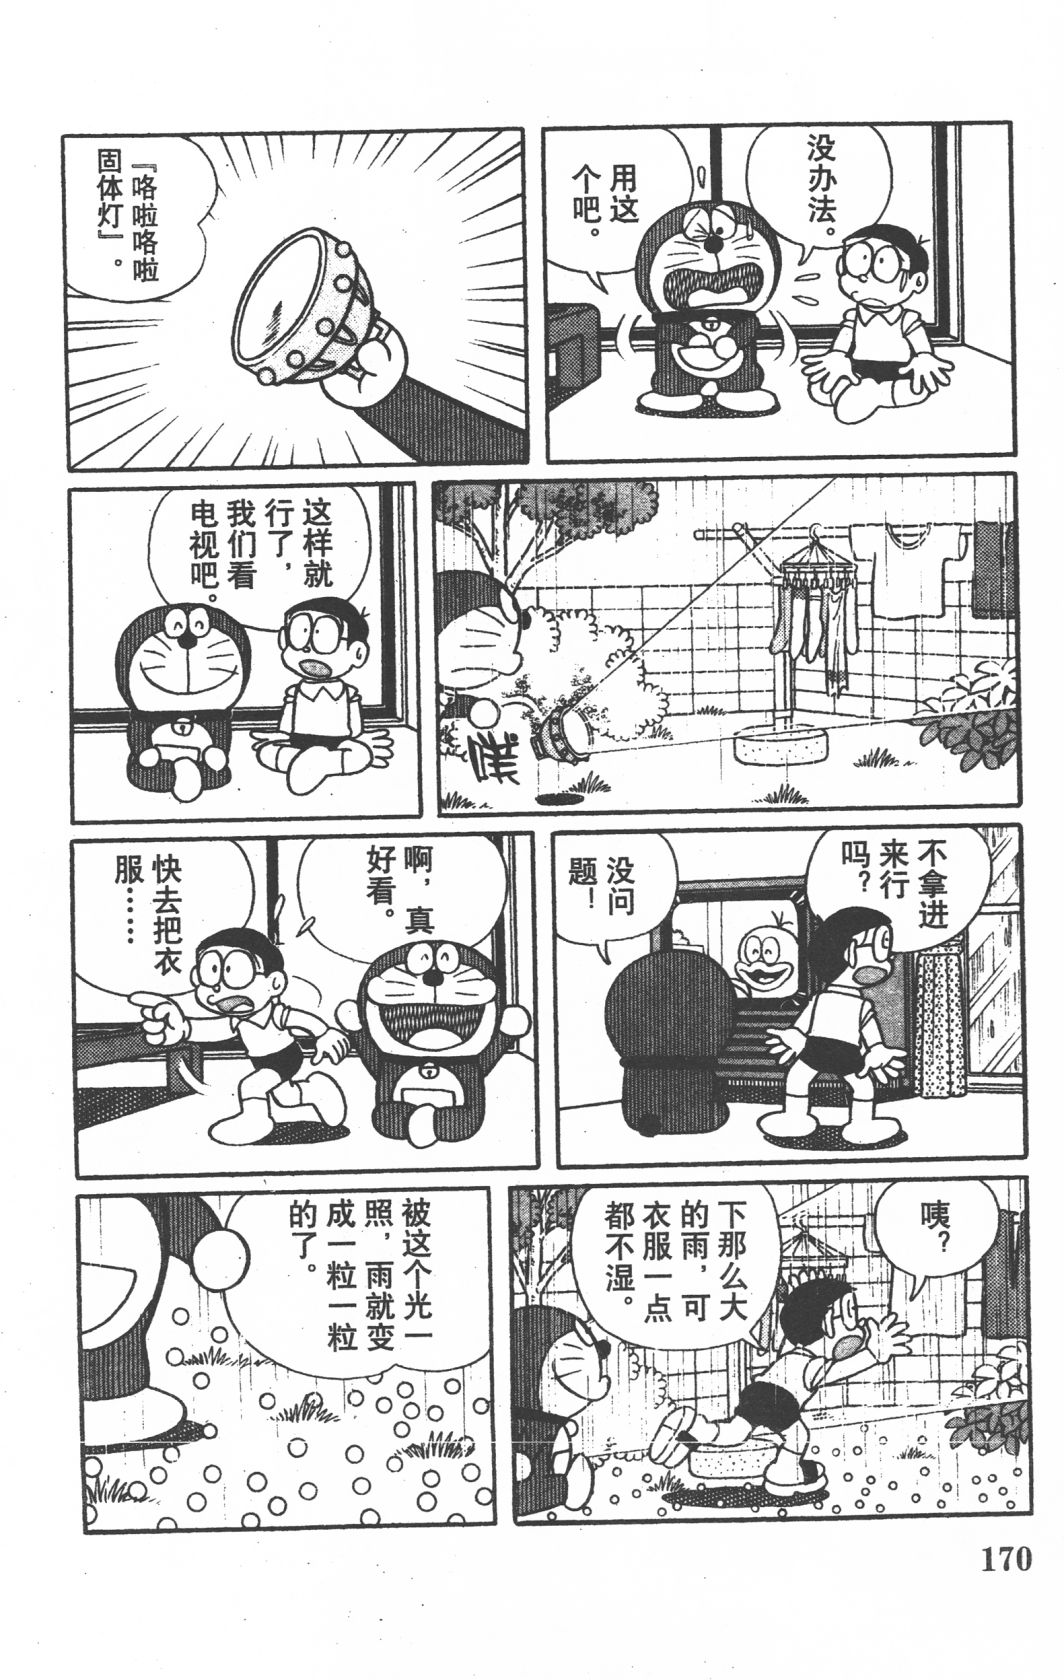 没办法。
用这
个吧。
『咯啦咯啦
固体灯』。
噗
这样就
行了，
我们看
电视吧。
不拿进
来行
吗？
没问
题！
啊，真
好看。
快去把衣
服……
咦？
下那么大
的雨，可
衣服一点
都不湿。
被这个光一
照，雨就变
成一粒一粒
的了。
170